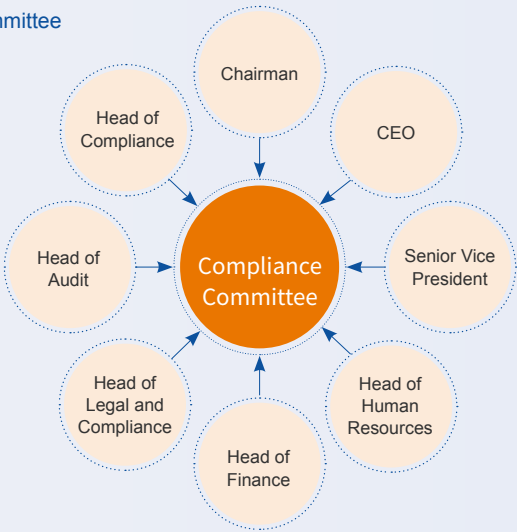 mmittee
Chairman
Head of
Compliance
CEO
Head of
Audit
Compliance
Committee
Senior Vice
President
Head of
Legal and
Compliance
Head of
Human
Resources
Head of
Finance